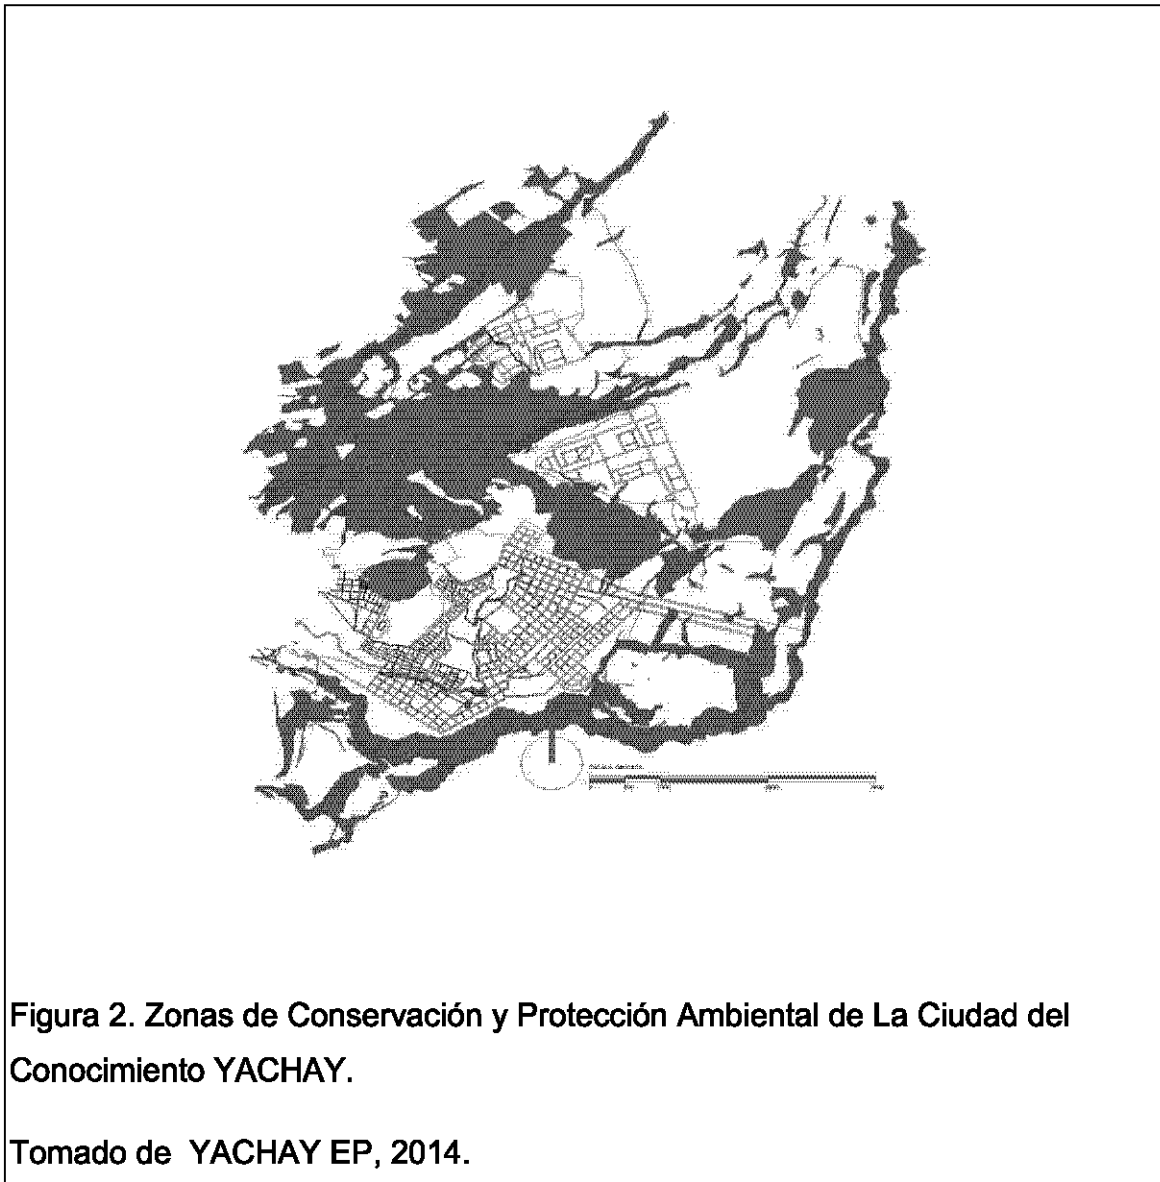 Figura 2. Zonas de Conservación y Protección Ambiental de La Ciudad del
Conocimiento YACHAY.
Tomado de YACHAY EP, 2014.